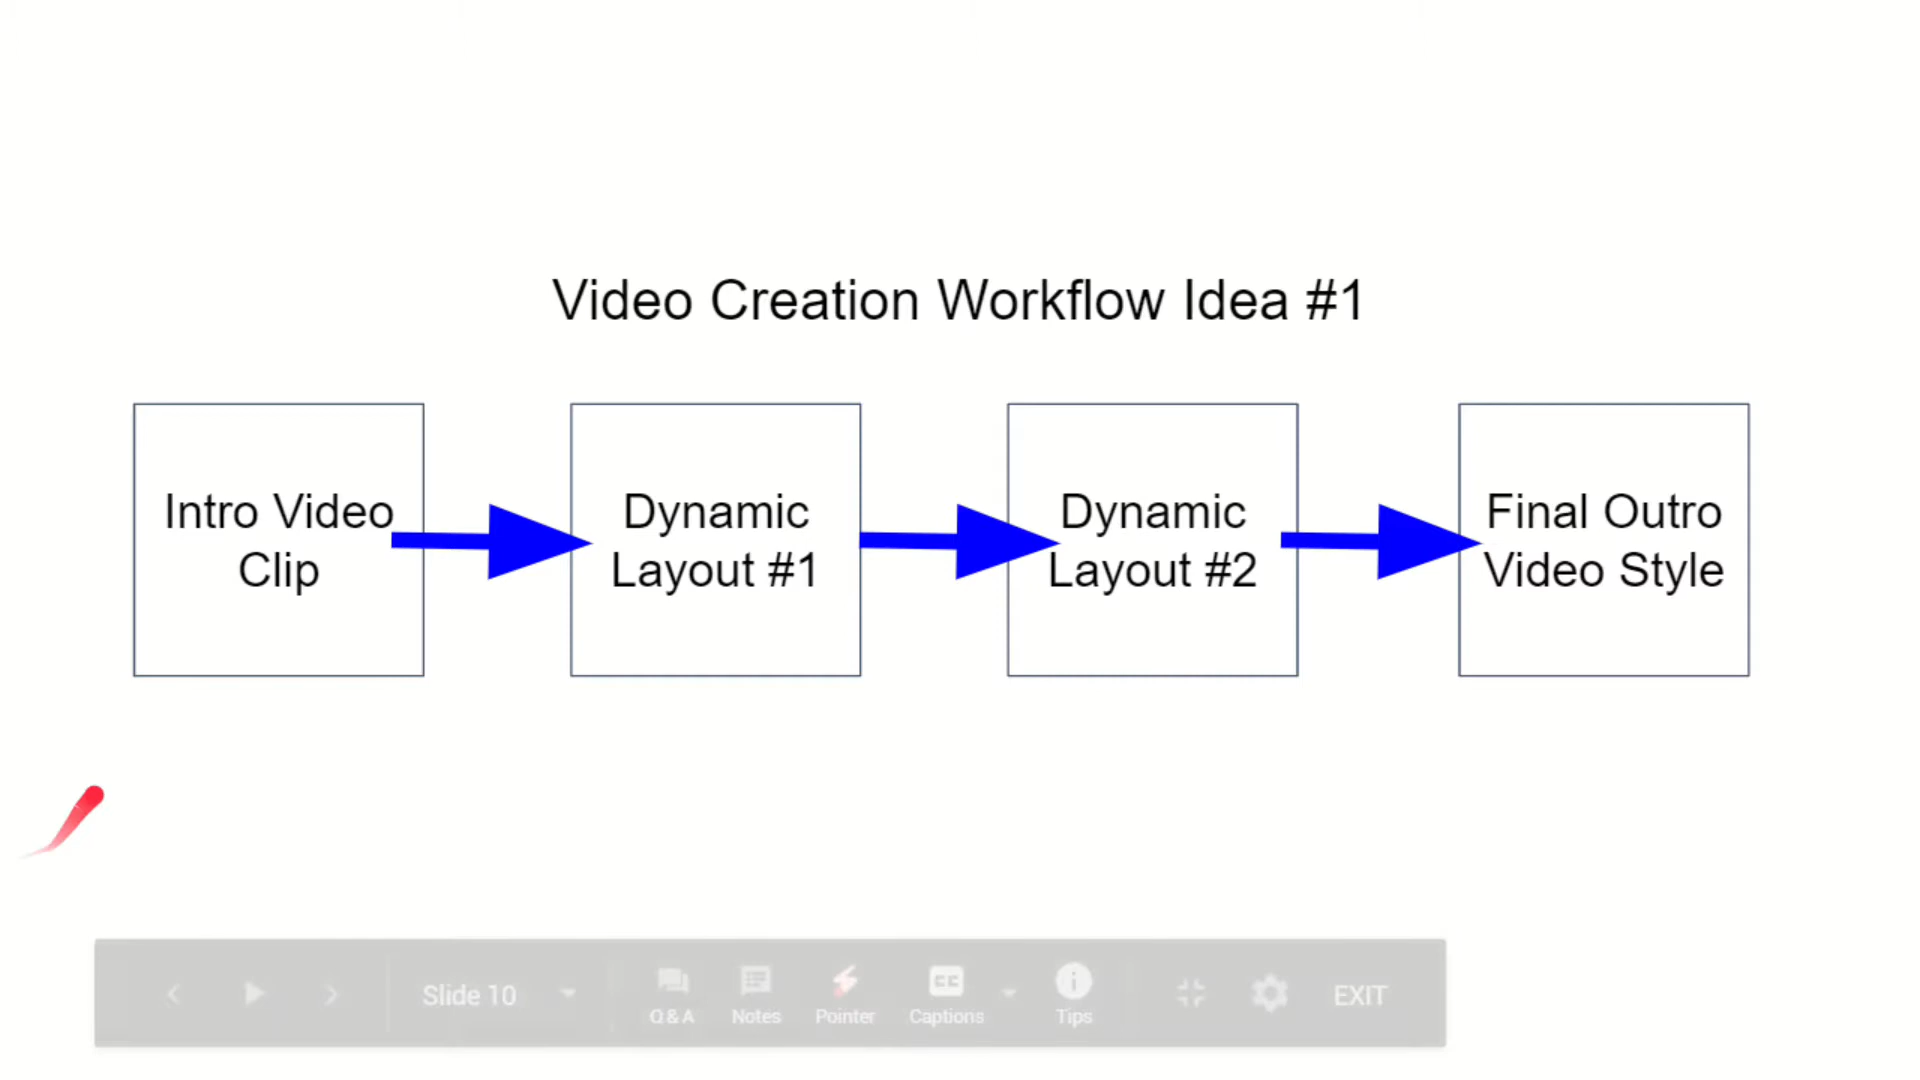 Video Creation Workflow Idea #1
Intro Video
Clip
Dynamic
Layout #1
Dynamic
Layout #2
Final Outro
Video Style
Slide 10
Q & A
Notes
Pointer
CC
Captions
Tips
EXIT